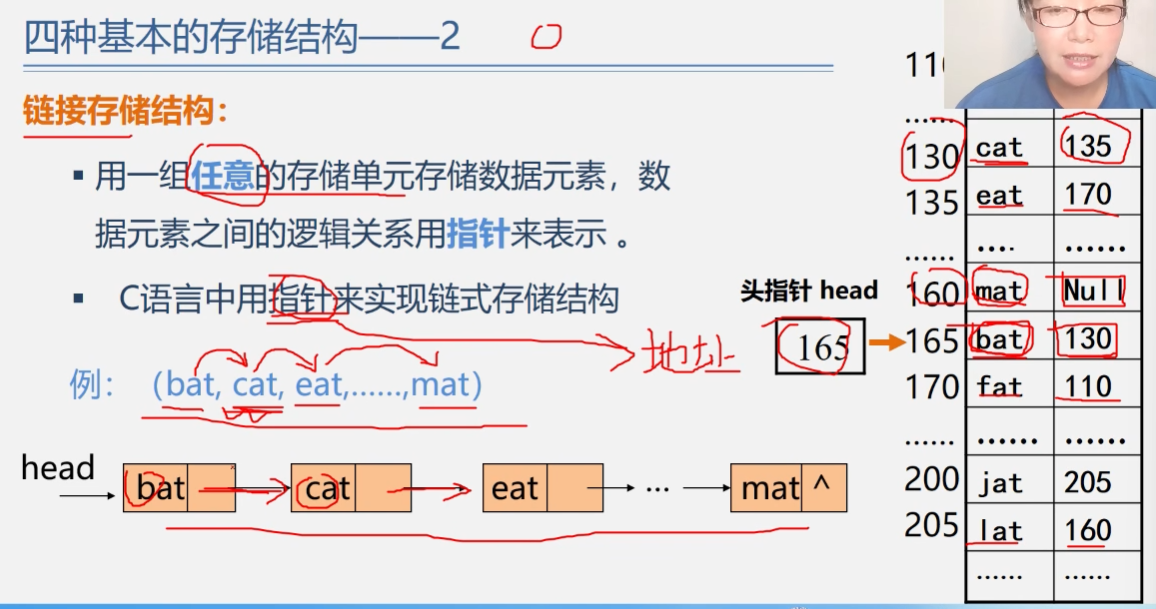 四种基本的存储结构——2
链接存储结构：
▪ 用一组任意的存储单元存储数据元素，数
据元素之间的逻辑关系用指针来表示 。
▪ C语言中用指针来实现链式存储结构
地址
例： （bat, cat, eat,……,mat）
head
bat cat eat … mat ^
头指针 head
165
……
130 cat 135
135 eat 170
…… …. ……
160 mat Null
165 bat 130
170 fat 110
…… …… ……
200 jat 205
205 lat 160
…… ……